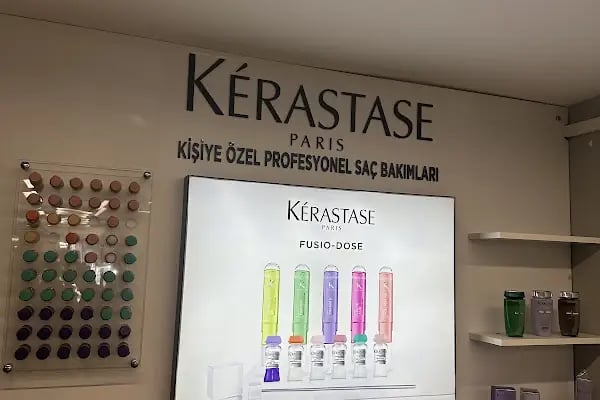 KÉRASTASE
PARIS
KİŞİYE ÖZEL PROFESYONEL SAÇ BAKIMLARI
KÉRASTASE
PARIS
FUSIO-DOSE